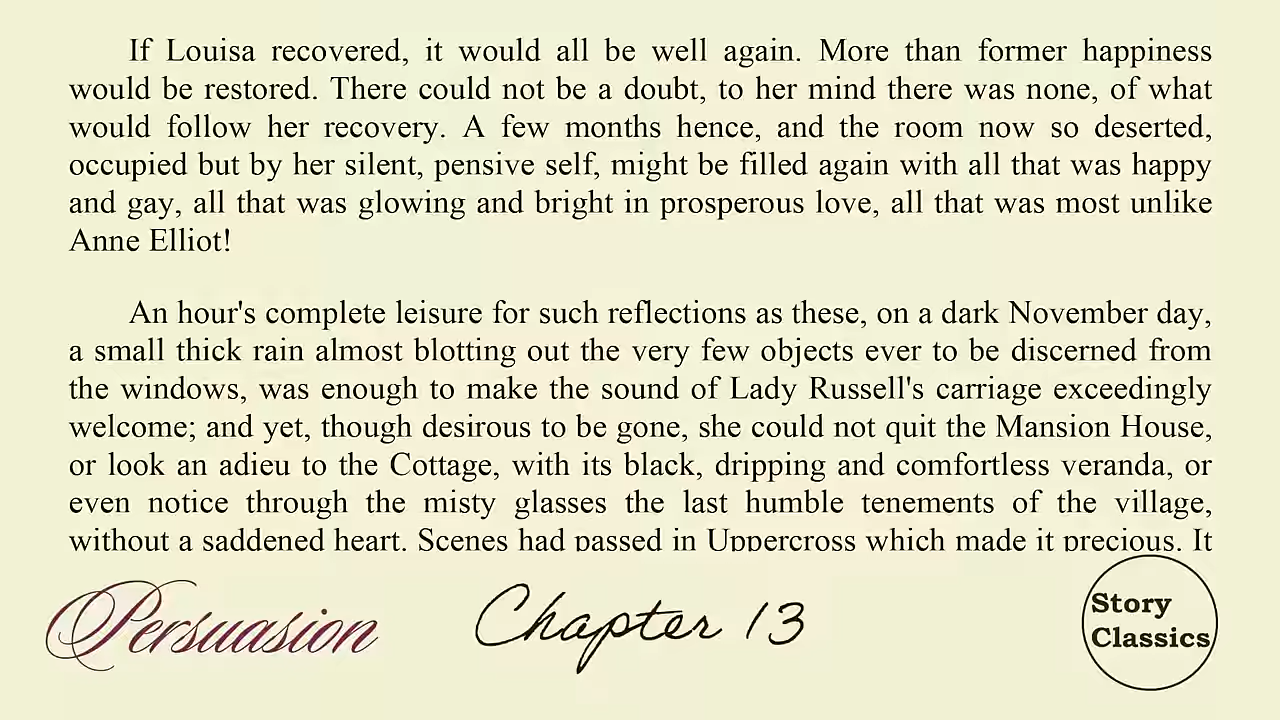 If Louisa recovered, it would all be well again. More than former happiness
would be restored. There could not be a doubt, to her mind there was none, of what
would follow her recovery. A few months hence, and the room now so deserted,
occupied but by her silent, pensive self, might be filled again with all that was happy
and gay, all that was glowing and bright in prosperous love, all that was most unlike
Anne Elliot!
An hour's complete leisure for such reflections as these, on a dark November day,
a small thick rain almost blotting out the very few objects ever to be discerned from
the windows, was enough to make the sound of Lady Russell's carriage exceedingly
welcome; and yet, though desirous to be gone, she could not quit the Mansion House,
or look an adieu to the Cottage, with its black, dripping and comfortless veranda, or
even notice through the misty glasses the last humble tenements of the village,
without a saddened heart. Scenes had passed in Uppercross which made it precious. It
Persuasion
Chapter 13
Story
Classics